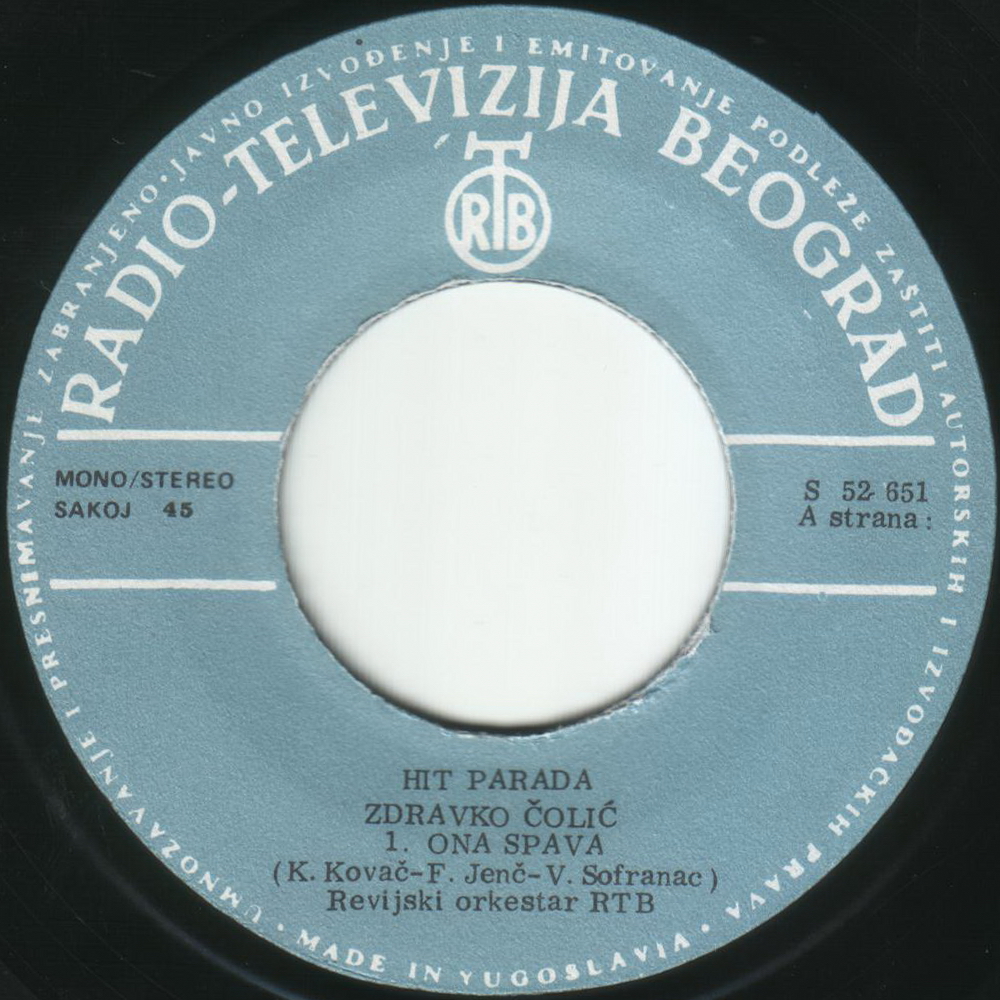 UMNOŽAVANJE I PRESNIMAVANJE ZABRANJENO · JAVNO IZVOĐENJE I EMITOVANJE PODLEŽE ZAŠTITI AUTORSKIH I IZVOĐAČKIH PRAVA ·
RADIO-TELEVIZIJA BEOGRAD
RTB
MONO/STEREO
SAKOJ 45
S 52 651
A strana:
HIT PARADA
ZDRAVKO ČOLIĆ
1. ONA SPAVA
(K. Kovač-F. Jenč-V. Sofranac)
Revijski orkestar RTB
· MADE IN YUGOSLAVIA ·